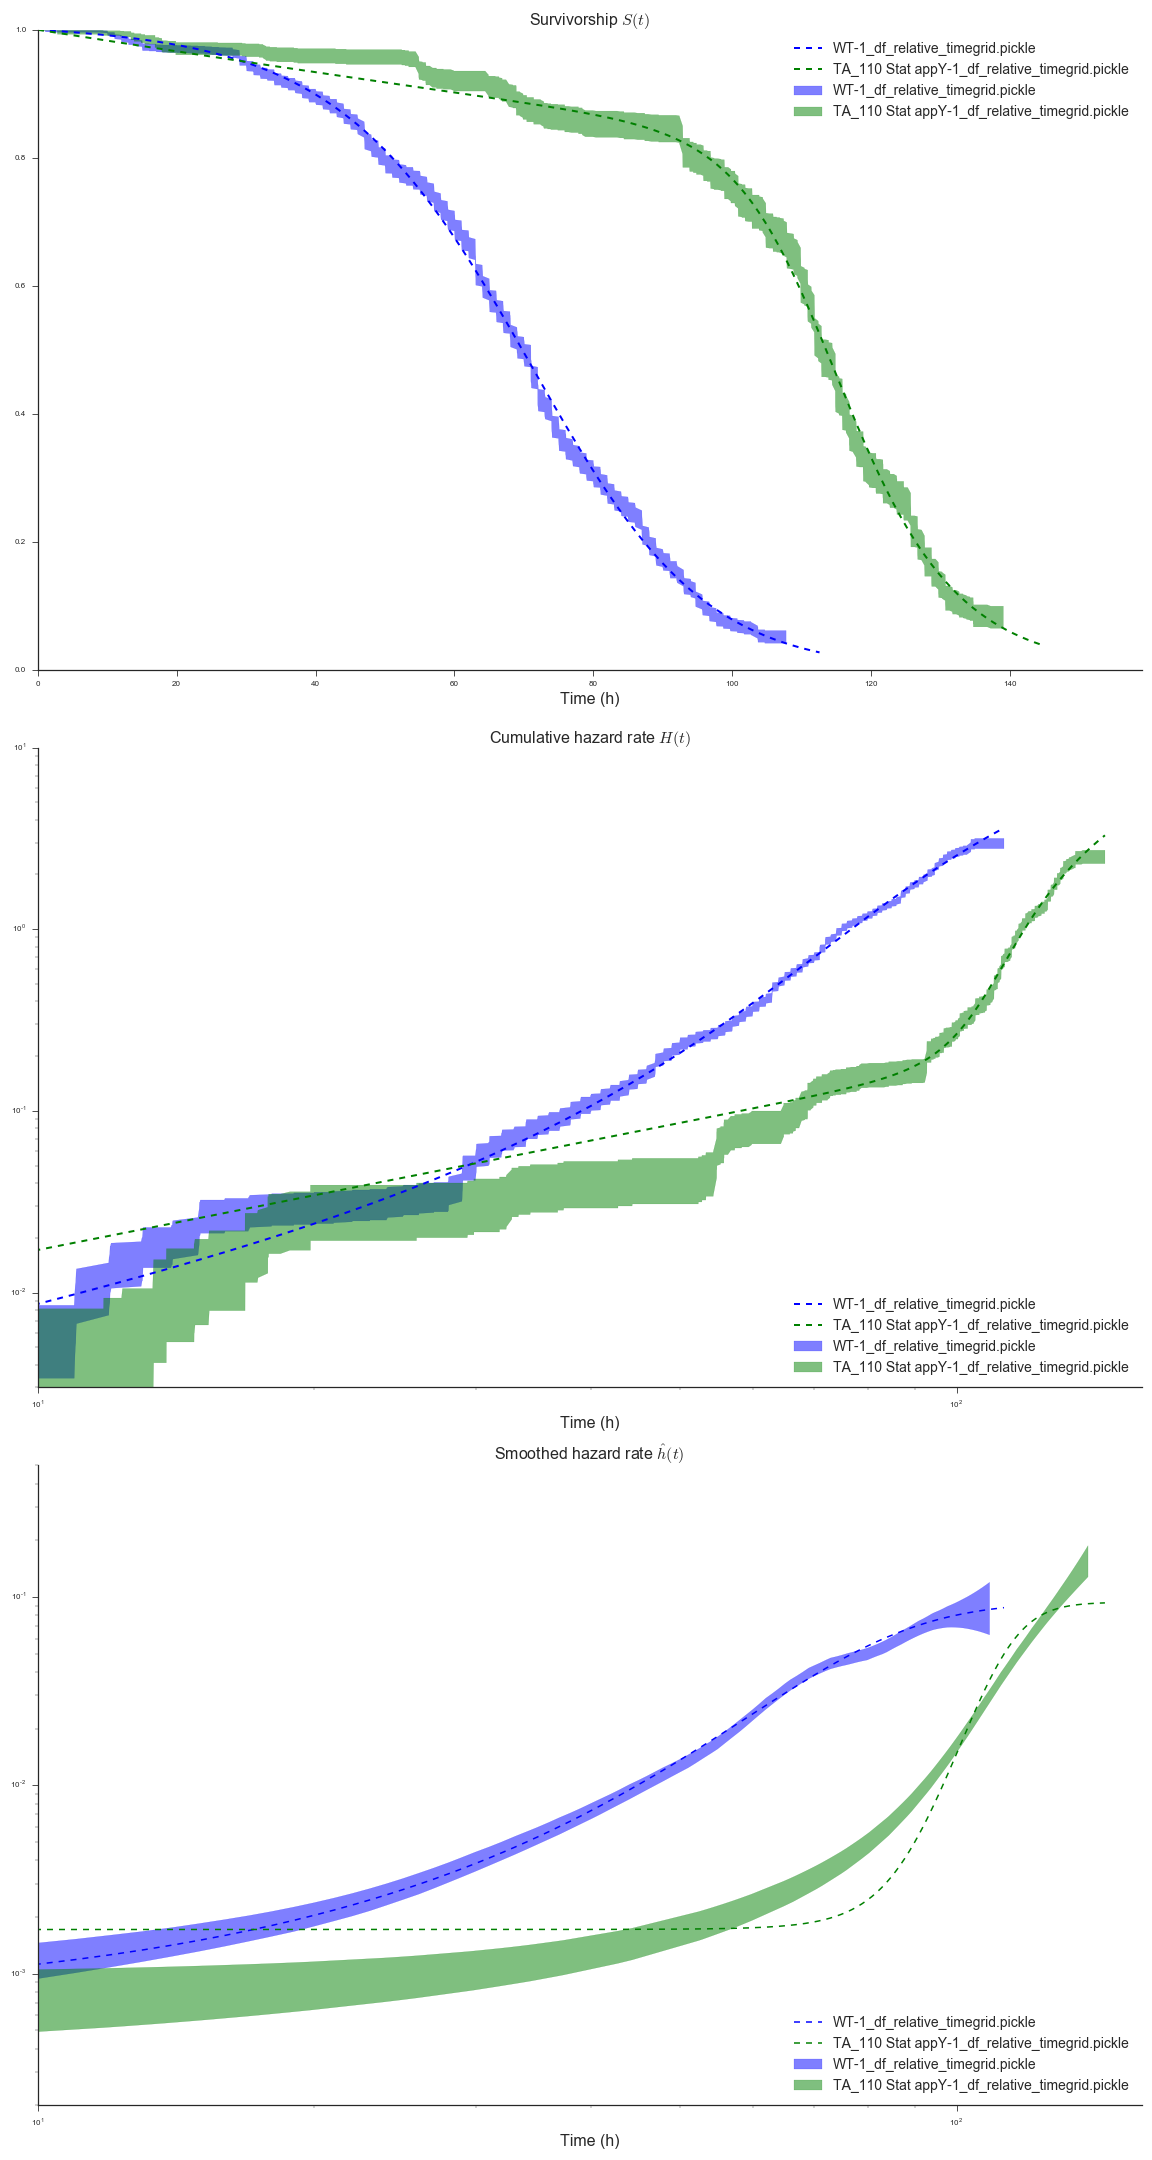 Survivorship S(t)
1.0
0.8
0.6
0.4
0.2
0.0
0 20 40 60 80 100 120 140
Time (h)
WT-1_df_relative_timegrid.pickle
TA_110 Stat appY-1_df_relative_timegrid.pickle
WT-1_df_relative_timegrid.pickle
TA_110 Stat appY-1_df_relative_timegrid.pickle
Cumulative hazard rate H(t)
10¹
10⁰
10⁻¹
10⁻²
WT-1_df_relative_timegrid.pickle
TA_110 Stat appY-1_df_relative_timegrid.pickle
WT-1_df_relative_timegrid.pickle
TA_110 Stat appY-1_df_relative_timegrid.pickle
10¹ 10²
Time (h)
Smoothed hazard rate ĥ(t)
10⁻¹
10⁻²
10⁻³
WT-1_df_relative_timegrid.pickle
TA_110 Stat appY-1_df_relative_timegrid.pickle
WT-1_df_relative_timegrid.pickle
TA_110 Stat appY-1_df_relative_timegrid.pickle
10¹ 10²
Time (h)